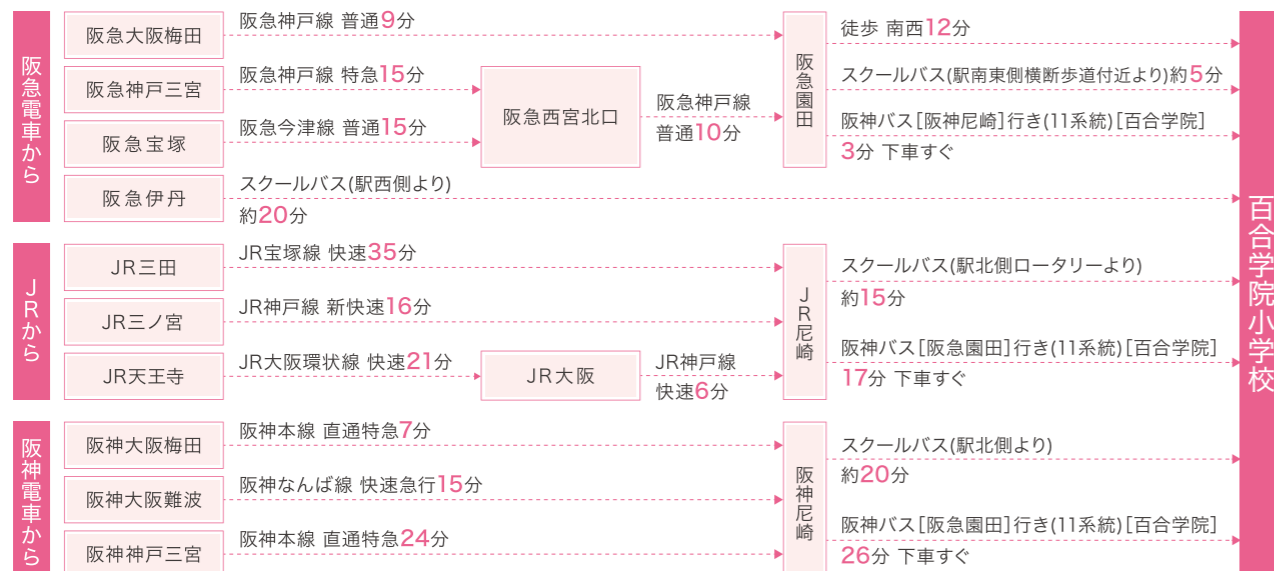 阪急電車から
阪急大阪梅田
阪急神戸線 普通9分
阪急神戸三宮
阪急神戸線 特急15分
阪急宝塚
阪急今津線 普通15分
阪急西宮北口
阪急神戸線
普通10分
阪急園田
徒歩 南西12分
スクールバス(駅南東側横断歩道付近より)約5分
阪神バス[阪神尼崎]行き(11系統)[百合学院]
3分 下車すぐ
阪急伊丹
スクールバス(駅西側より)
約20分
JRから
JR三田
JR宝塚線 快速35分
JR三ノ宮
JR神戸線 新快速16分
JR天王寺
JR大阪環状線 快速21分
JR大阪
JR神戸線
快速6分
JR尼崎
スクールバス(駅北側ロータリーより)
約15分
阪神バス[阪急園田]行き(11系統)[百合学院]
17分 下車すぐ
阪神電車から
阪神大阪梅田
阪神本線 直通特急7分
阪神大阪難波
阪神なんば線 快速急行15分
阪神神戸三宮
阪神本線 直通特急24分
阪神尼崎
スクールバス(駅北側より)
約20分
阪神バス[阪急園田]行き(11系統)[百合学院]
26分 下車すぐ
百合学院小学校